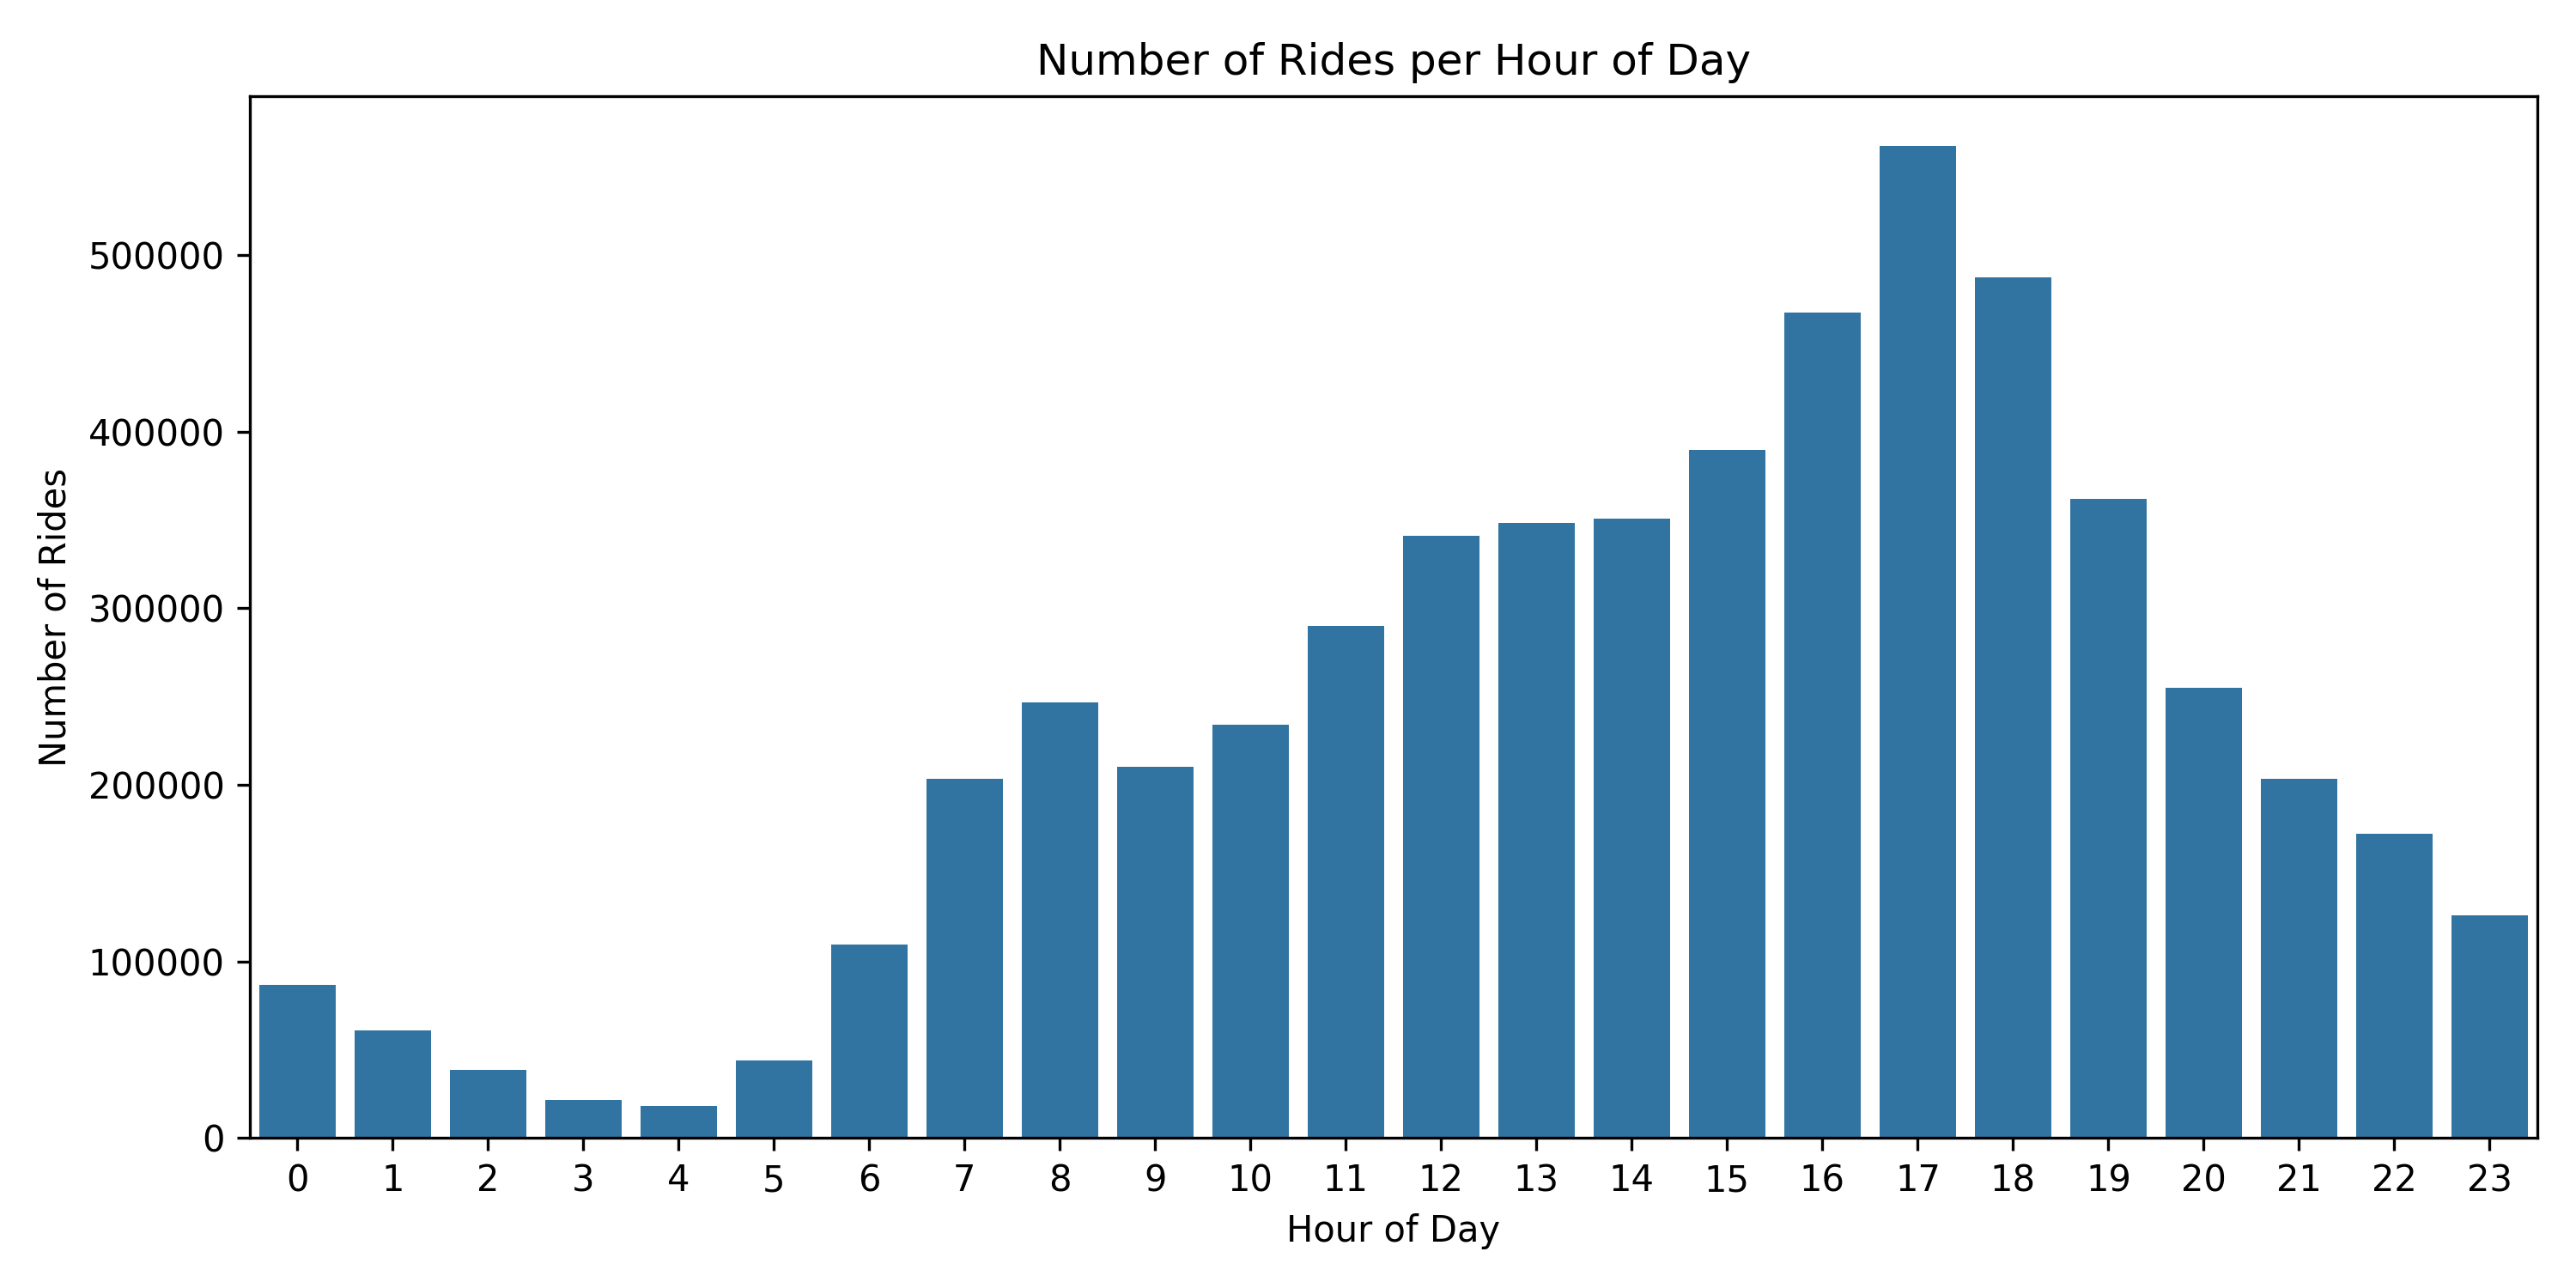 Number of Rides per Hour of Day
Number of Rides
500000
400000
300000
200000
100000
0
0 1 2 3 4 5 6 7 8 9 10 11 12 13 14 15 16 17 18 19 20 21 22 23
Hour of Day